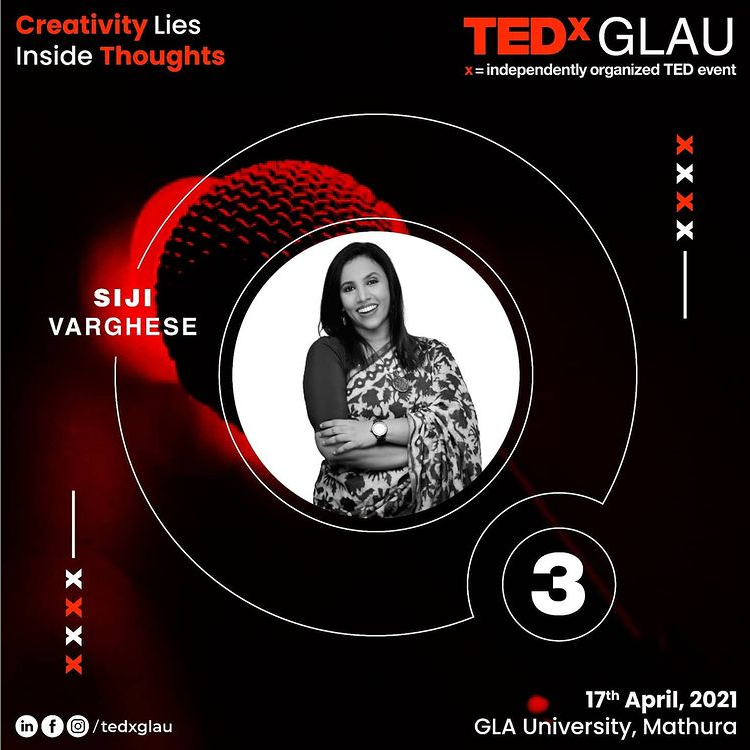 Creativity Lies
Inside Thoughts
TEDx GLAU
x = independently organized TED event
x
x
x
x
SIJI
VARGHESE
3
x
x
x
x
17th April, 2021
GLA University, Mathura
in f /tedxglau